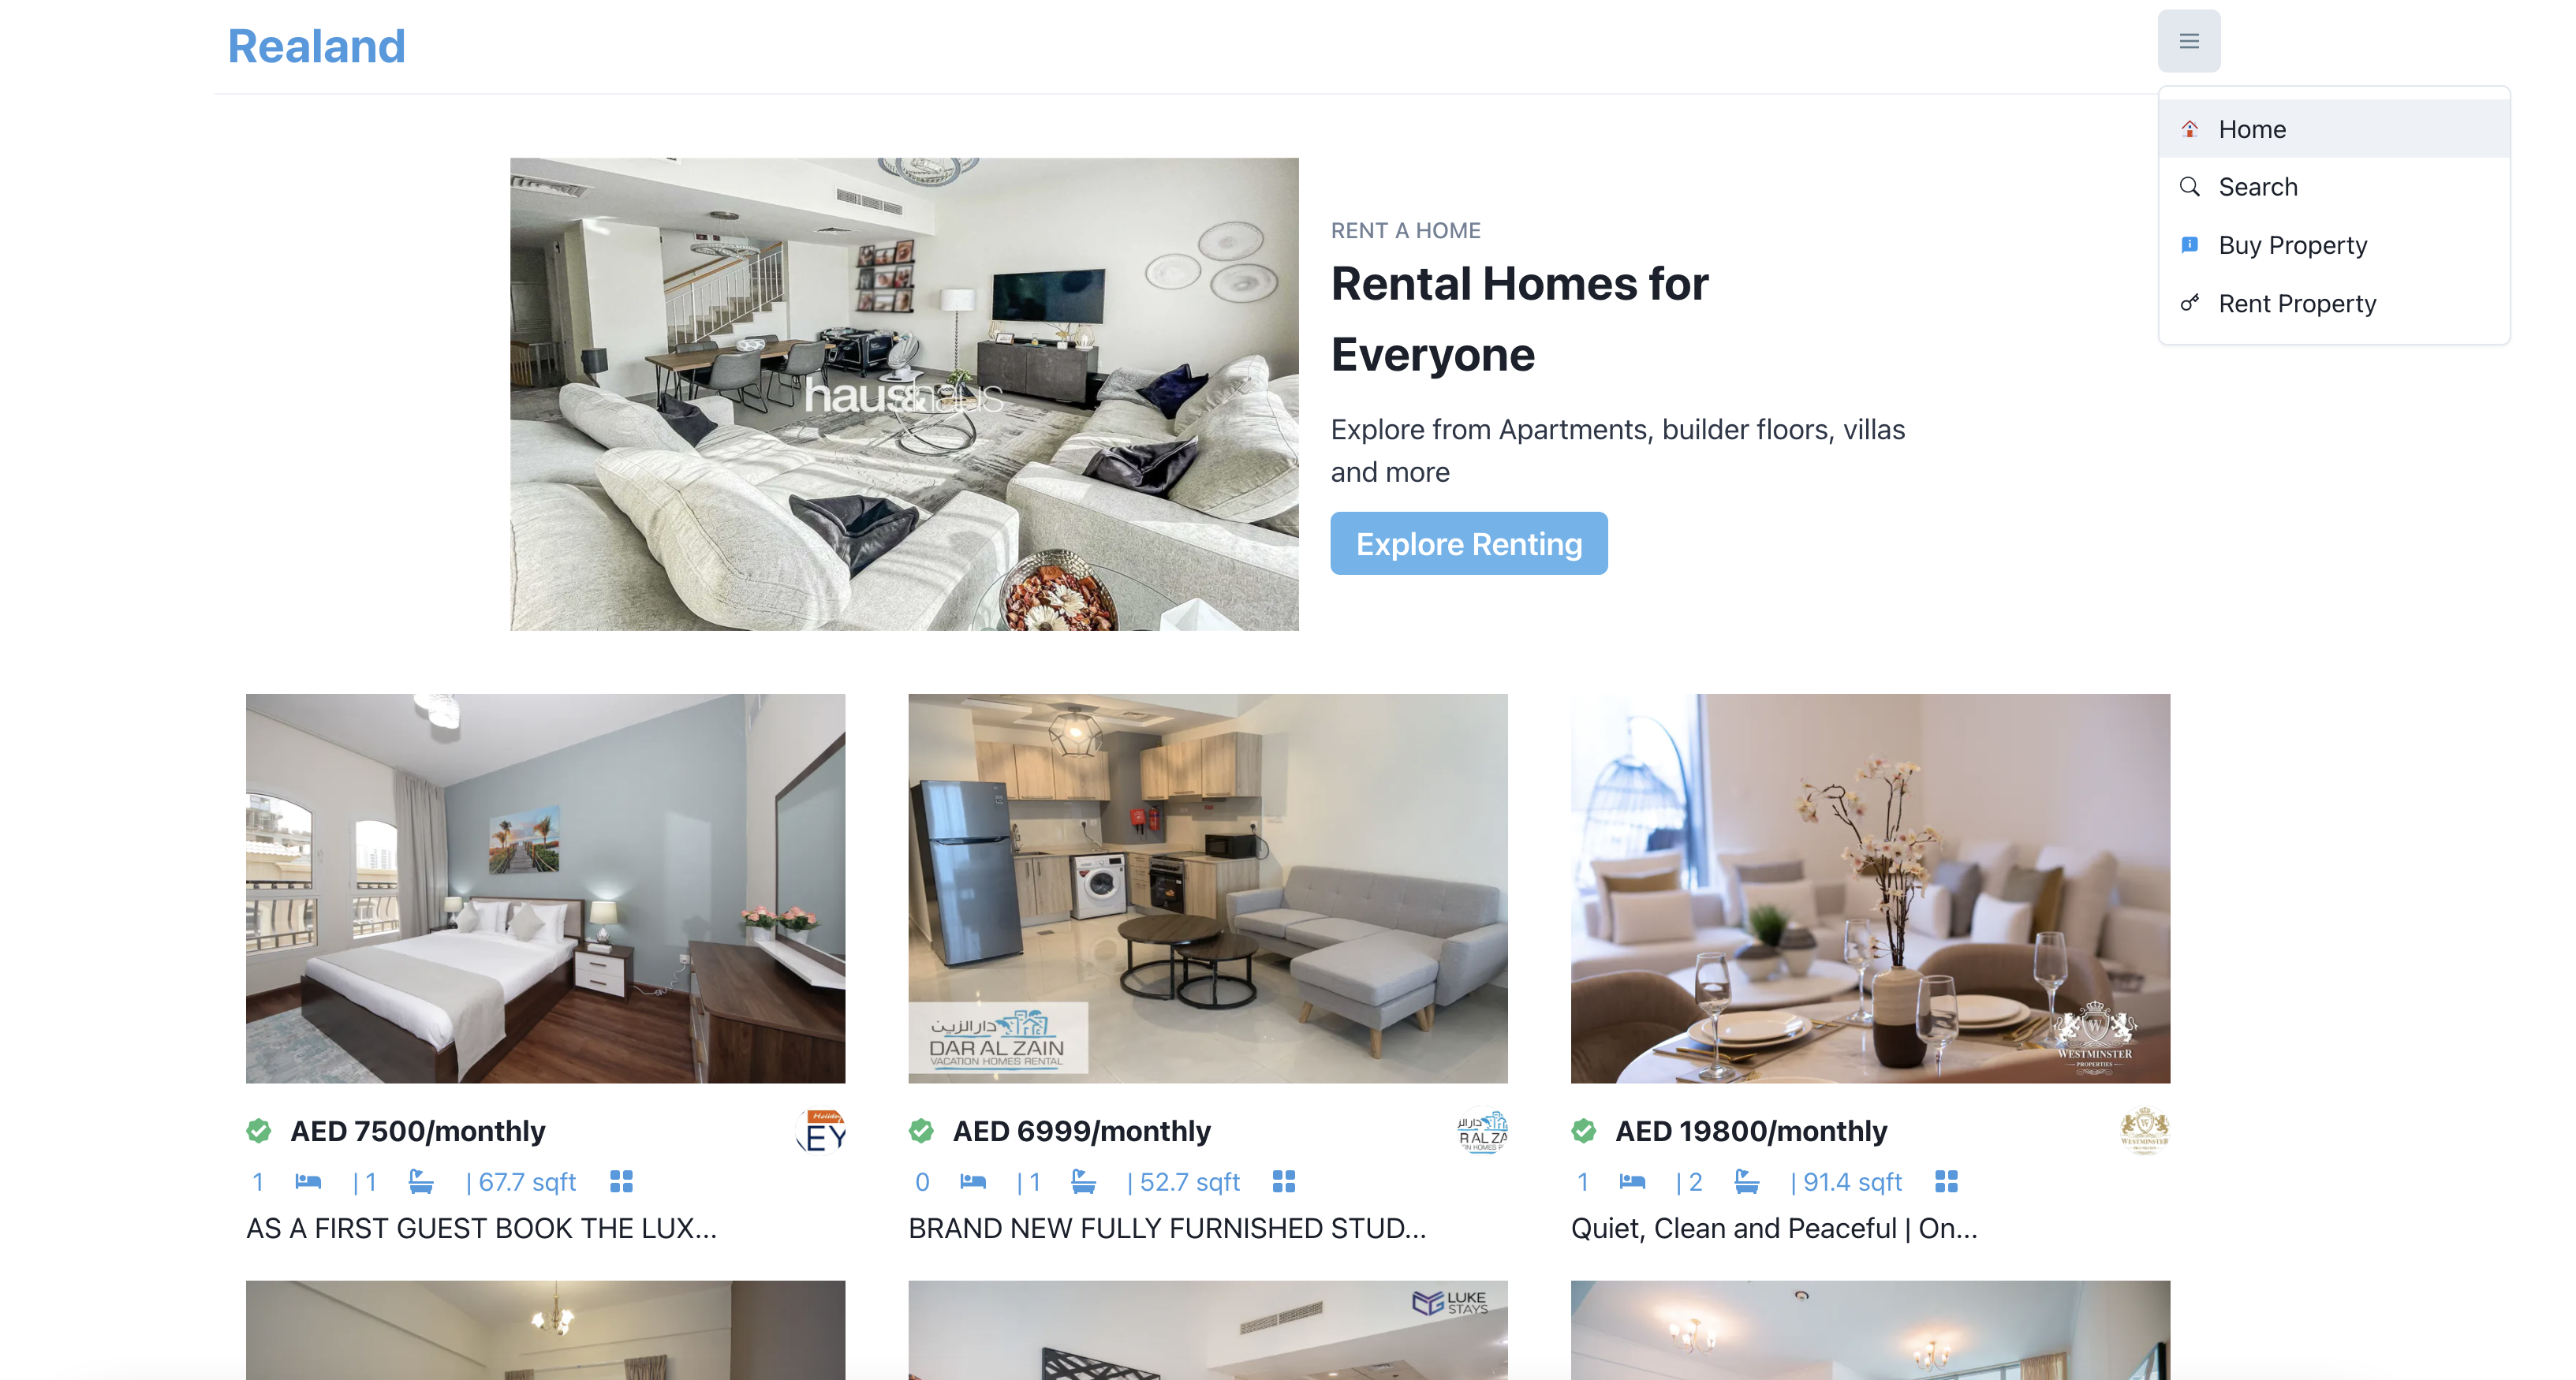 Realand
Home
Search
Buy Property
Rent Property
haus&haus
RENT A HOME
Rental Homes for
Everyone
Explore from Apartments, builder floors, villas
and more
Explore Renting
دار الزين
DAR AL ZAIN
VACATION HOMES RENTAL
W
WESTMINSTER
PROPERTIES
AED 7500/monthly
EY
1 | 1 | 67.7 sqft
AS A FIRST GUEST BOOK THE LUX...
AED 6999/monthly
R AL ZA
0 | 1 | 52.7 sqft
BRAND NEW FULLY FURNISHED STUD...
AED 19800/monthly
WESTMINSTER
1 | 2 | 91.4 sqft
Quiet, Clean and Peaceful | On...
LUKE
STAYS